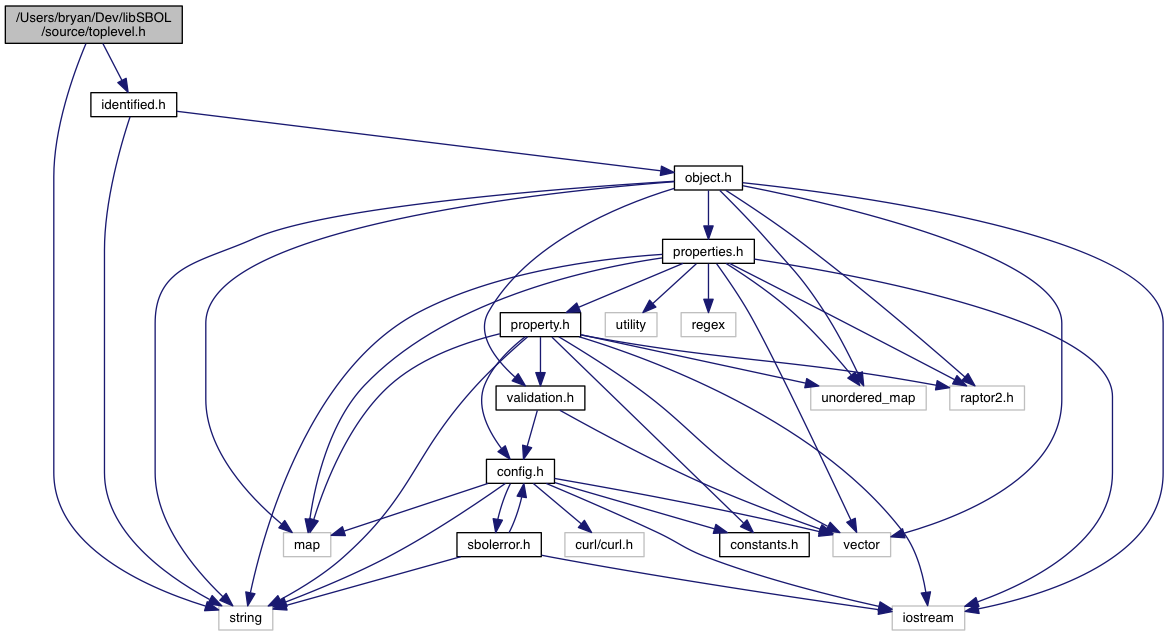 /Users/bryan/Dev/libSBOL
/source/toplevel.h
identified.h
object.h
properties.h
property.h
utility
regex
validation.h
unordered_map
raptor2.h
config.h
map
sbolerror.h
curl/curl.h
constants.h
vector
string
iostream